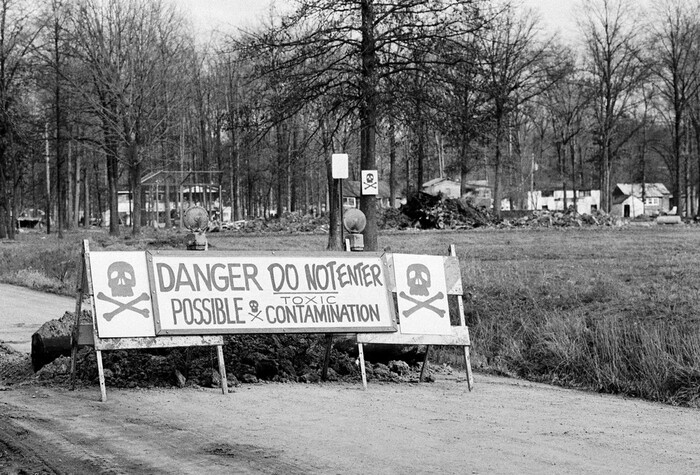 DANGER DO NOT ENTER
TOXIC
POSSIBLE CONTAMINATION